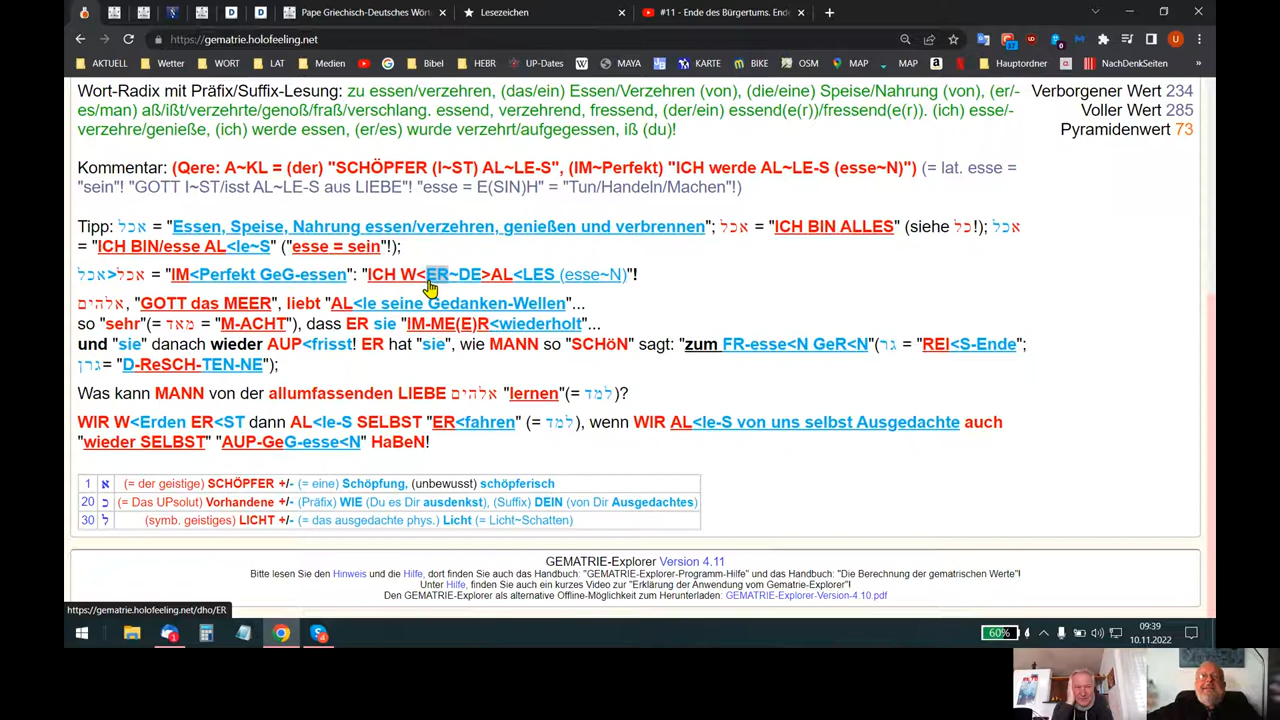 Pape Griechisch-Deutsches Wört
Lesezeichen
#11 - Ende des Bürgertums. Ende
https://gematrie.holofeeling.net
AKTUELL Wetter WORT LAT Medien Bibel HEBR UP-Dates MAYA KARTE BIKE OSM MAP MAP Hauptordner NachDenkSeiten
Wort-Radix mit Präfix/Suffix-Lesung: zu essen/verzehren, (das/ein) Essen/Verzehren (von), (die/eine) Speise/Nahrung (von), (er/-
es/man) aß/ißt/verzehrte/genoß/fraß/verschlang. essend, verzehrend, fressend, (der/ein) essend(e(r))/fressend(e(r)). (ich) esse/-
verzehre/genieße, (ich) werde essen, (er/es) wurde verzehrt/aufgegessen, iß (du)!
Verborgener Wert 234
Voller Wert 285
Pyramidenwert 73
Kommentar: (Qere: A~KL = (der) "SCHÖPFER (I~ST) AL~LE-S", (IM~Perfekt) "ICH werde AL~LE-S (esse~N)") (= lat. esse =
"sein"! "GOTT I~ST/isst AL~LE-S aus LIEBE"! "esse = E(SIN)H" = "Tun/Handeln/Machen"!)
Tipp: אכל = "Essen, Speise, Nahrung essen/verzehren, genießen und verbrennen"; אכל = "ICH BIN ALLES" (siehe כל!); אכל
= "ICH BIN/esse AL<le~S" ("esse = sein"!);
אכל<אכל = "IM<Perfekt GeG-essen": "ICH W<ER~DE>AL<LES (esse~N)"!
אלהים, "GOTT das MEER", liebt "AL<le seine Gedanken-Wellen"...
so "sehr"(= מאד = "M-ACHT"), dass ER sie "IM-ME(E)R<wiederholt"...
und "sie" danach wieder AUP<frisst! ER hat "sie", wie MANN so "SCHöN" sagt: "zum FR-esse<N GeR<N"(גר = "REI<S-Ende";
גרן= "D-ReSCH-TEN-NE");
Was kann MANN von der allumfassenden LIEBE אלהים "lernen"(= למד)?
WIR W<Erden ER<ST dann AL<le-S SELBST "ER<fahren" (= למד), wenn WIR AL<le-S von uns selbst Ausgedachte auch
"wieder SELBST" "AUP-GeG-esse<N" HaBeN!
1 א (= der geistige) SCHÖPFER +/- (= eine) Schöpfung, (unbewusst) schöpferisch
20 כ (= Das UPsolut) Vorhandene +/- (Präfix) WIE (Du es Dir ausdenkst), (Suffix) DEIN (von Dir Ausgedachtes)
30 ל (symb. geistiges) LICHT +/- (= das ausgedachte phys.) Licht (= Licht~Schatten)
GEMATRIE-Explorer Version 4.11
Bitte lesen Sie den Hinweis und die Hilfe, dort finden Sie auch das Handbuch: "GEMATRIE-Explorer-Programm-Hilfe" und das Handbuch: "Die Berechnung der gematrischen Werte"!
Unter Hilfe, finden Sie auch ein kurzes Video zur "Erklärung der Anwendung vom Gematrie-Explorer"!
Den GEMATRIE-Explorer als alternative Offline-Möglichkeit zum Herunterladen: GEMATRIE-Explorer-Version-4.10.pdf
https://gematrie.holofeeling.net/dho/ER
60%
09:39
10.11.2022